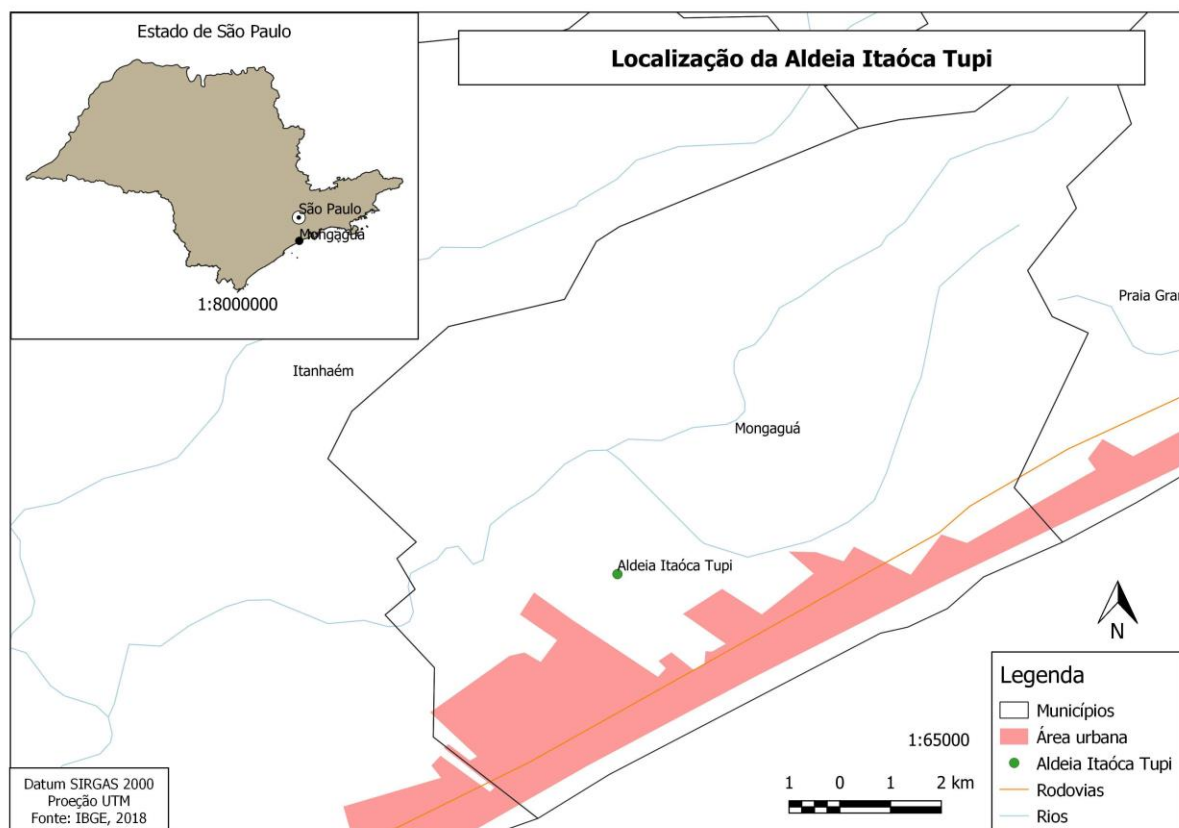 Estado de São Paulo
Localização da Aldeia Itaóca Tupi
São Paulo
Mongaguá
1:8000000
Praia Gran
Itanhaém
Mongaguá
Aldeia Itaóca Tupi
N
Legenda
Municípios
Área urbana
Aldeia Itaóca Tupi
Rodovias
Rios
1:65000
1 0 1 2 km
Datum SIRGAS 2000
Proeção UTM
Fonte: IBGE, 2018